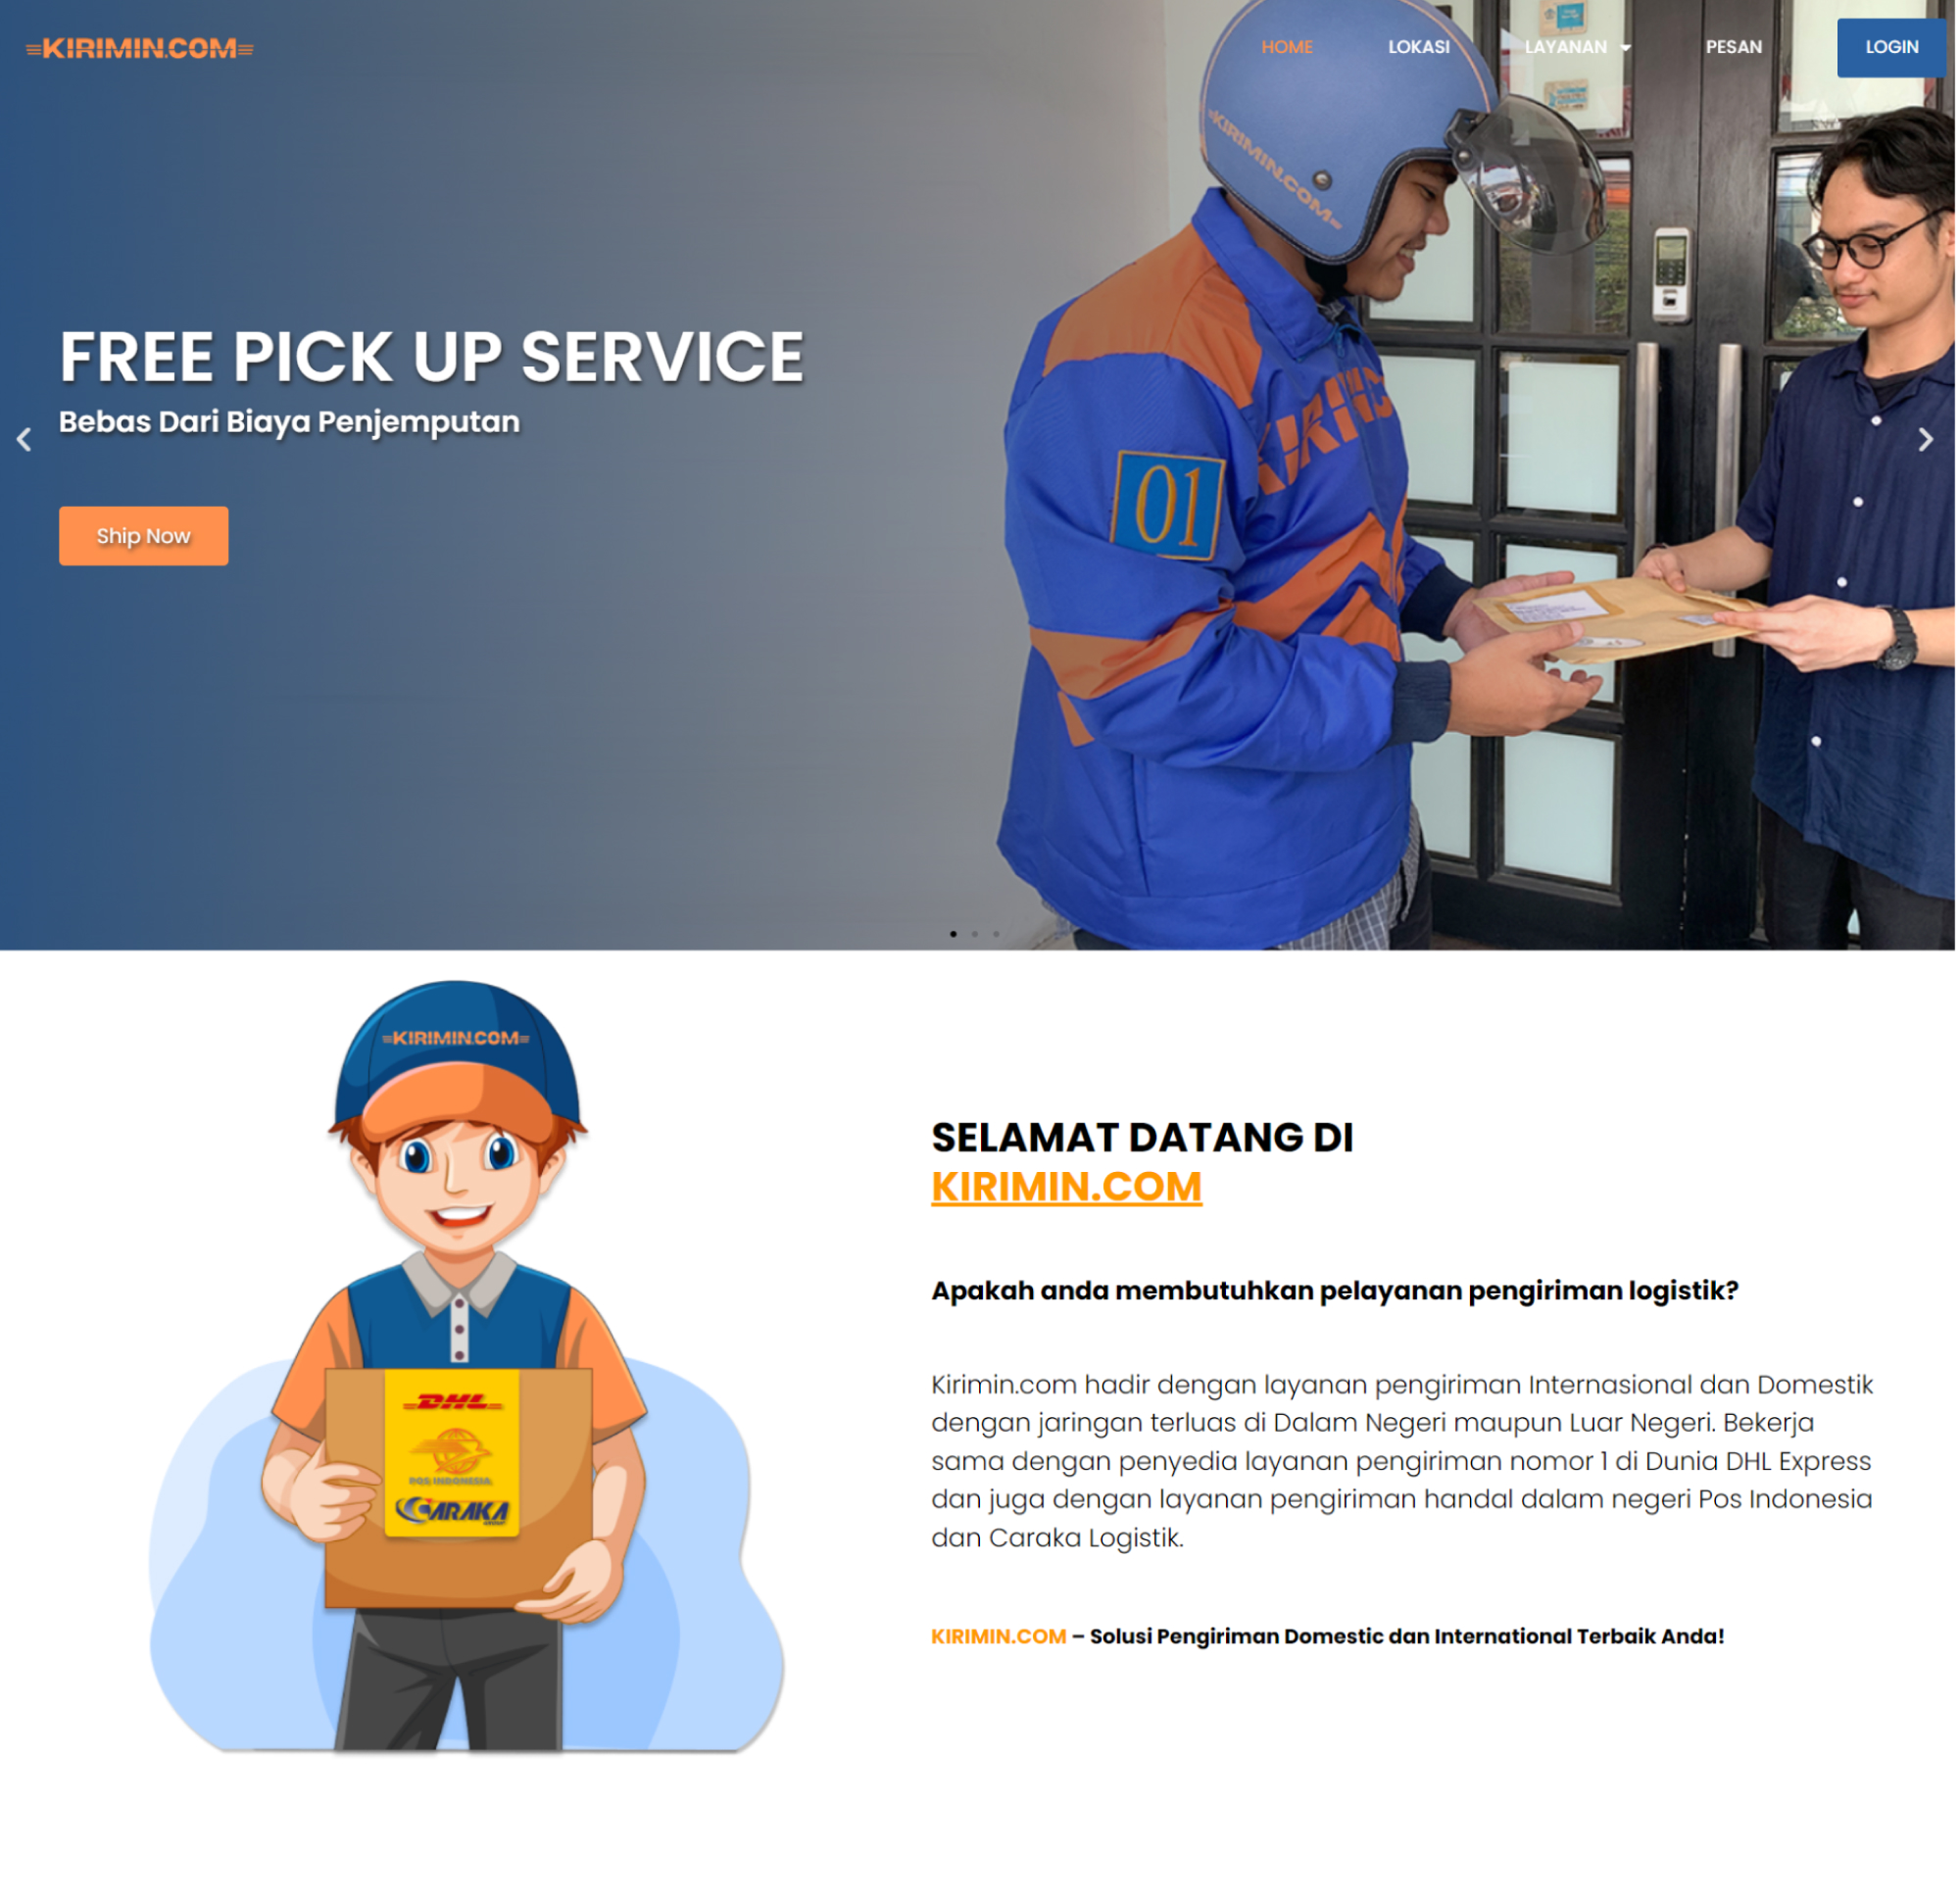 KIRIMIN.COM
HOME
LOKASI
LAYANAN
PESAN
LOGIN
KIRIMIN.COM
FREE PICK UP SERVICE
Bebas Dari Biaya Penjemputan
01
Ship Now
KIRIMIN.COM
SELAMAT DATANG DI
KIRIMIN.COM
Apakah anda membutuhkan pelayanan pengiriman logistik?
Kirimin.com hadir dengan layanan pengiriman Internasional dan Domestik
dengan jaringan terluas di Dalam Negeri maupun Luar Negeri. Bekerja
sama dengan penyedia layanan pengiriman nomor 1 di Dunia DHL Express
dan juga dengan layanan pengiriman handal dalam negeri Pos Indonesia
dan Caraka Logistik.
DHL
POS INDONESIA
CARAKA
KIRIMIN.COM – Solusi Pengiriman Domestic dan International Terbaik Anda!